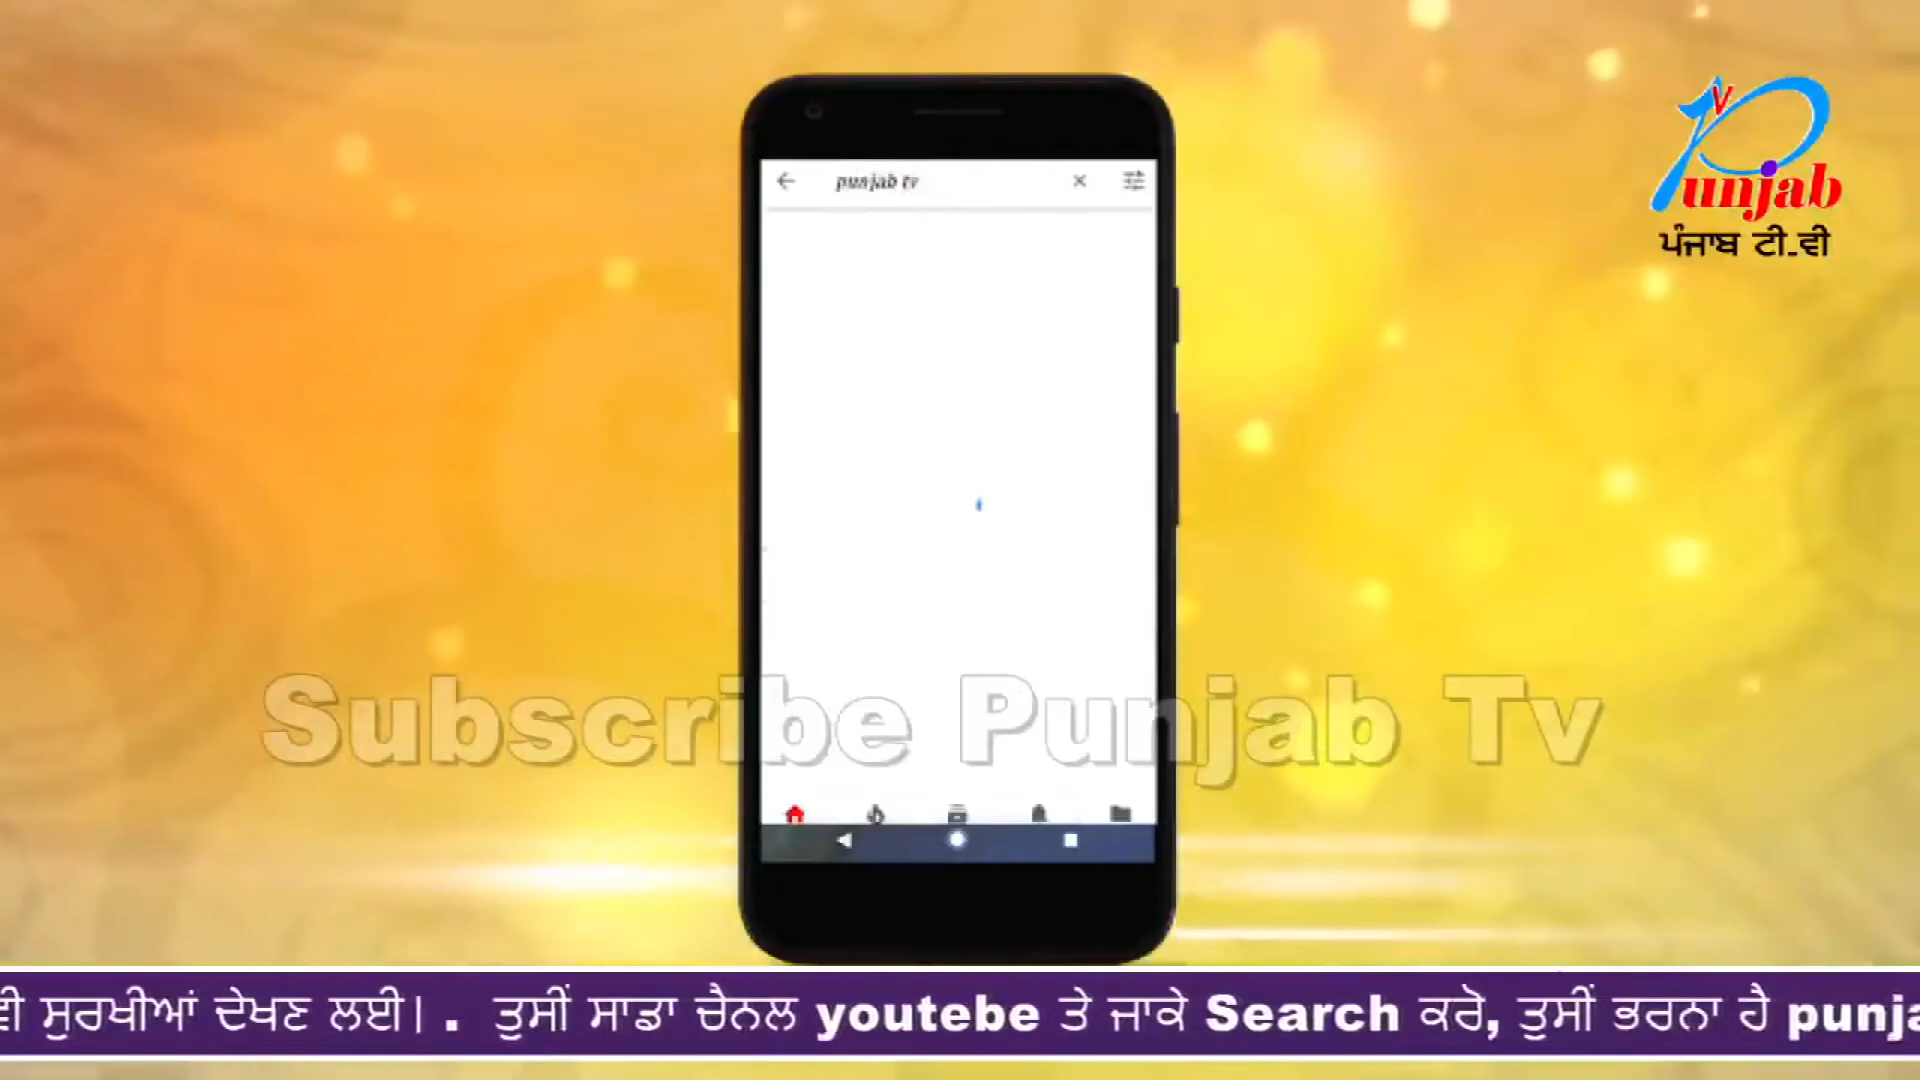 punjab tv
V
Punjab
ਪੰਜਾਬ ਟੀ.ਵੀ
Subscribe Punjab Tv
ਸੁਰਖੀਆਂ ਦੇਖਣ ਲਈ। . ਤੁਸੀਂ ਸਾਡਾ ਚੈਨਲ youtebe ਤੇ ਜਾਕੇ Search ਕਰੋ, ਤੁਸੀਂ ਭਰਨਾ ਹੈ